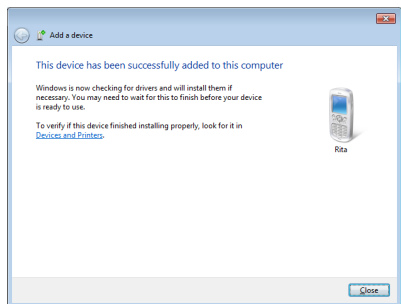 Add a device
This device has been successfully added to this computer
Windows is now checking for drivers and will install them if
necessary. You may need to wait for this to finish before your device
is ready to use.
To verify if this device finished installing properly, look for it in
Devices and Printers.
Rita
Close